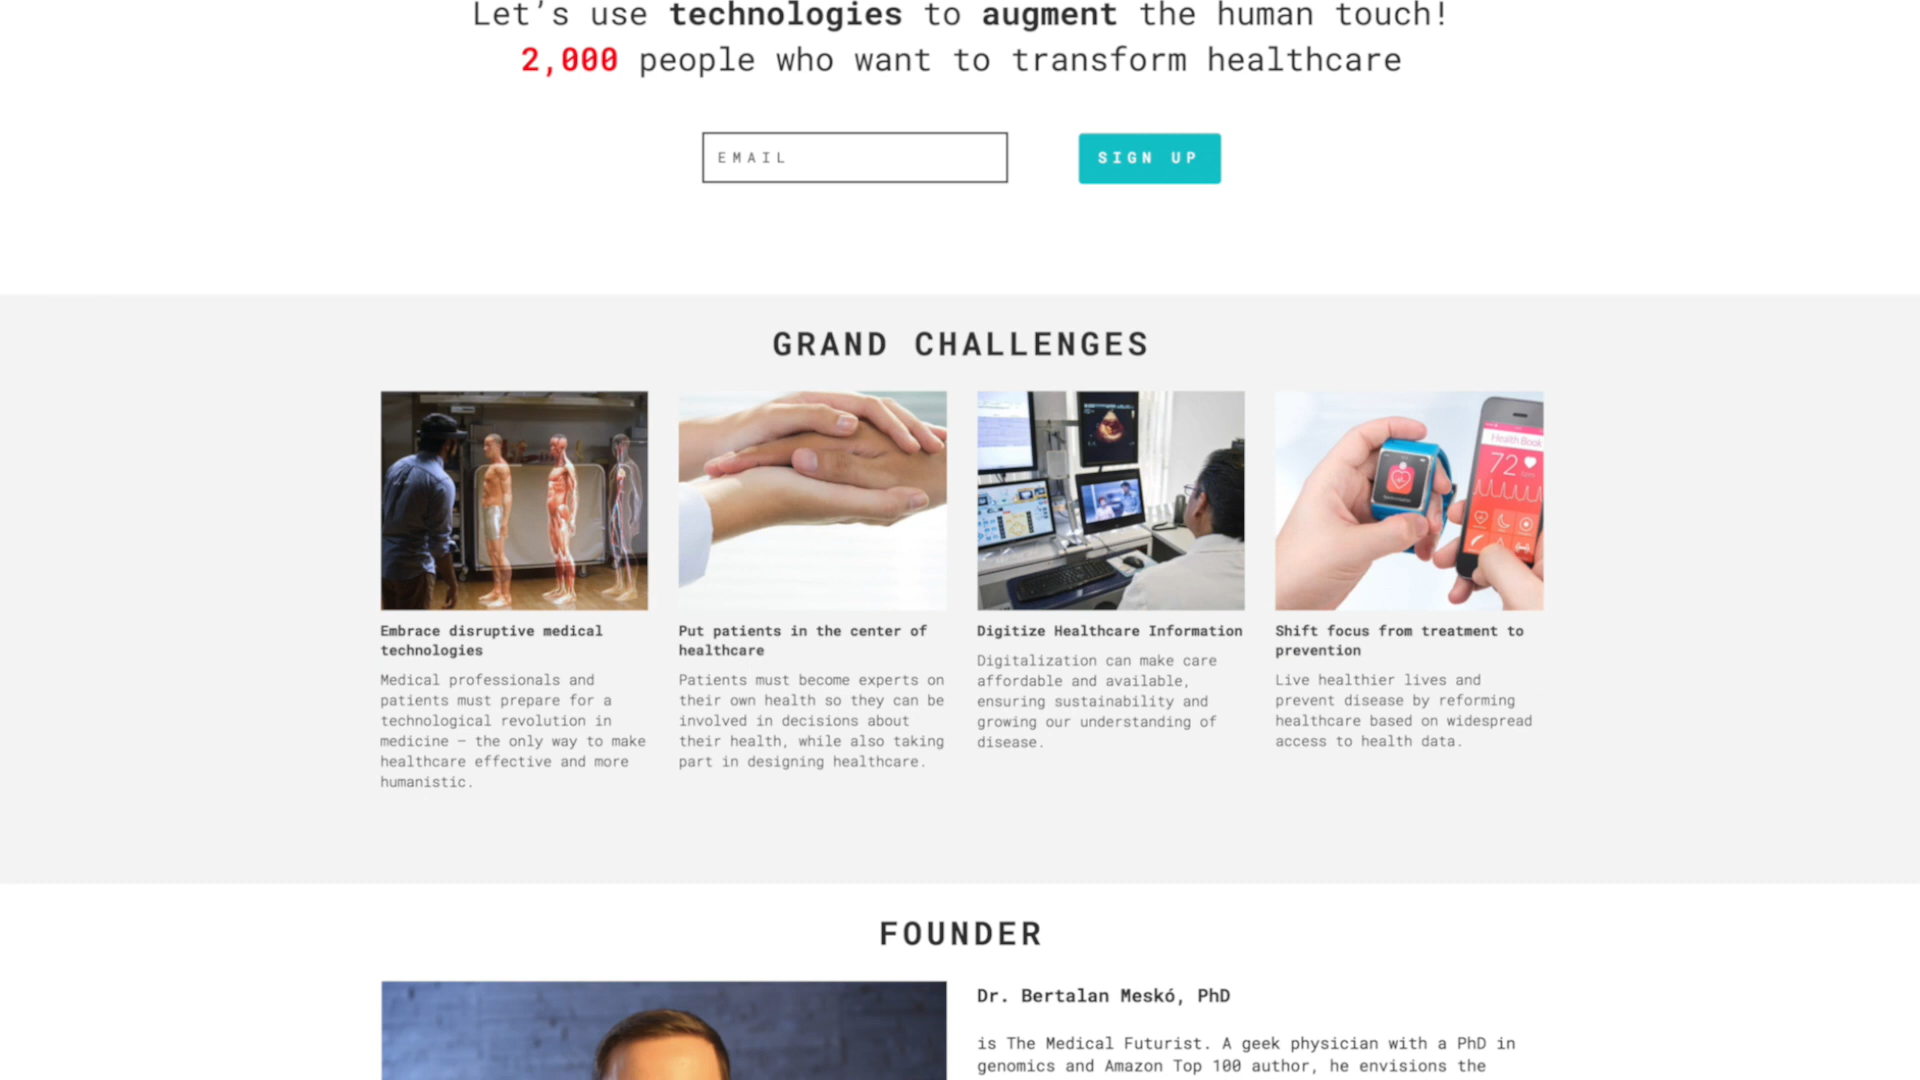 Let’s use technologies to augment the human touch!
2,000 people who want to transform healthcare
EMAIL
SIGN UP
GRAND CHALLENGES
Health Book
72
Embrace disruptive medical
technologies
Medical professionals and
patients must prepare for a
technological revolution in
medicine – the only way to make
healthcare effective and more
humanistic.
Put patients in the center of
healthcare
Patients must become experts on
their own health so they can be
involved in decisions about
their health, while also taking
part in designing healthcare.
Digitize Healthcare Information
Digitalization can make care
affordable and available,
ensuring sustainability and
growing our understanding of
disease.
Shift focus from treatment to
prevention
Live healthier lives and
prevent disease by reforming
healthcare based on widespread
access to health data.
FOUNDER
Dr. Bertalan Meskó, PhD
is The Medical Futurist. A geek physician with a PhD in
genomics and Amazon Top 100 author, he envisions the